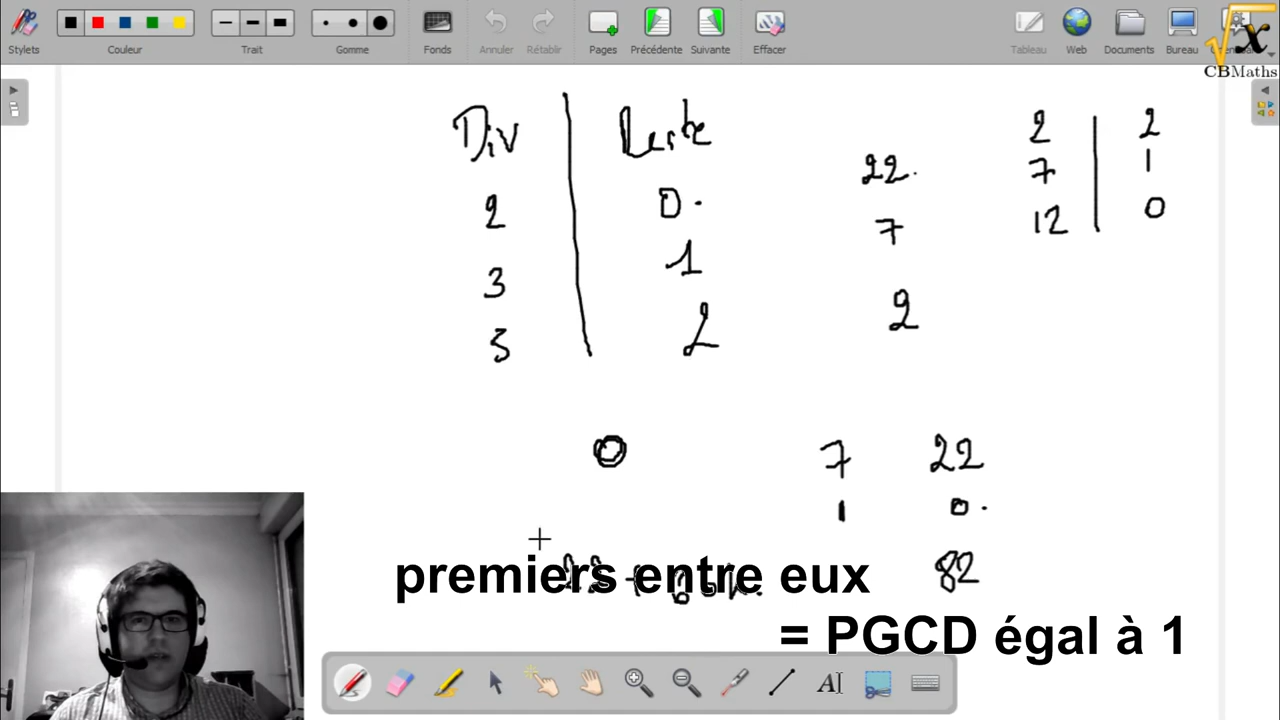 Stylets Couleur Trait Gomme Fonds Annuler Rétablir Pages Précédente Suivante Effacer Tableau Web Documents Bureau
CBMaths
Div Reste
2 0
3 1
5 2
22
7
2
2 2
7 1
12 0
0 7 22
1 0
82
premiers entre eux
= PGCD égal à 1